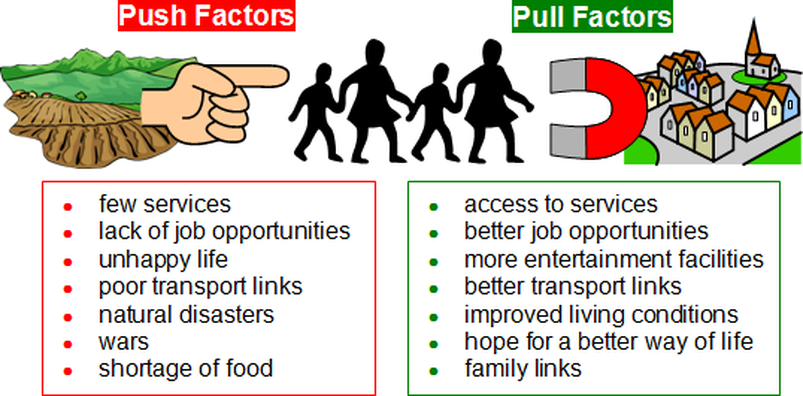 Push Factors
Pull Factors
few services
lack of job opportunities
unhappy life
poor transport links
natural disasters
wars
shortage of food
access to services
better job opportunities
more entertainment facilities
better transport links
improved living conditions
hope for a better way of life
family links